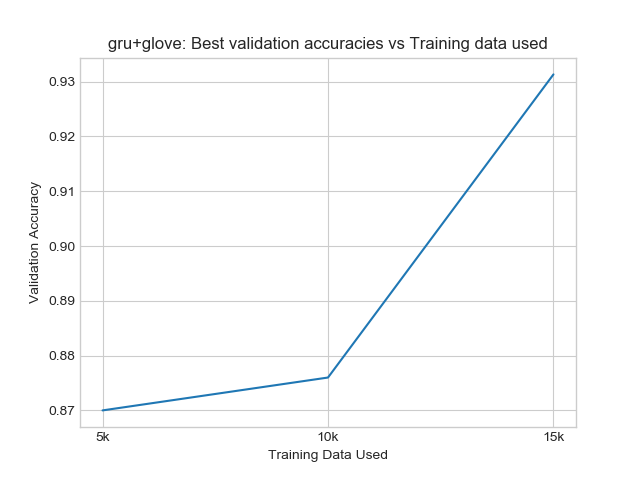 gru+glove: Best validation accuracies vs Training data used
0.93
0.92
0.91
0.90
0.89
0.88
0.87
Validation Accuracy
5k
10k
15k
Training Data Used